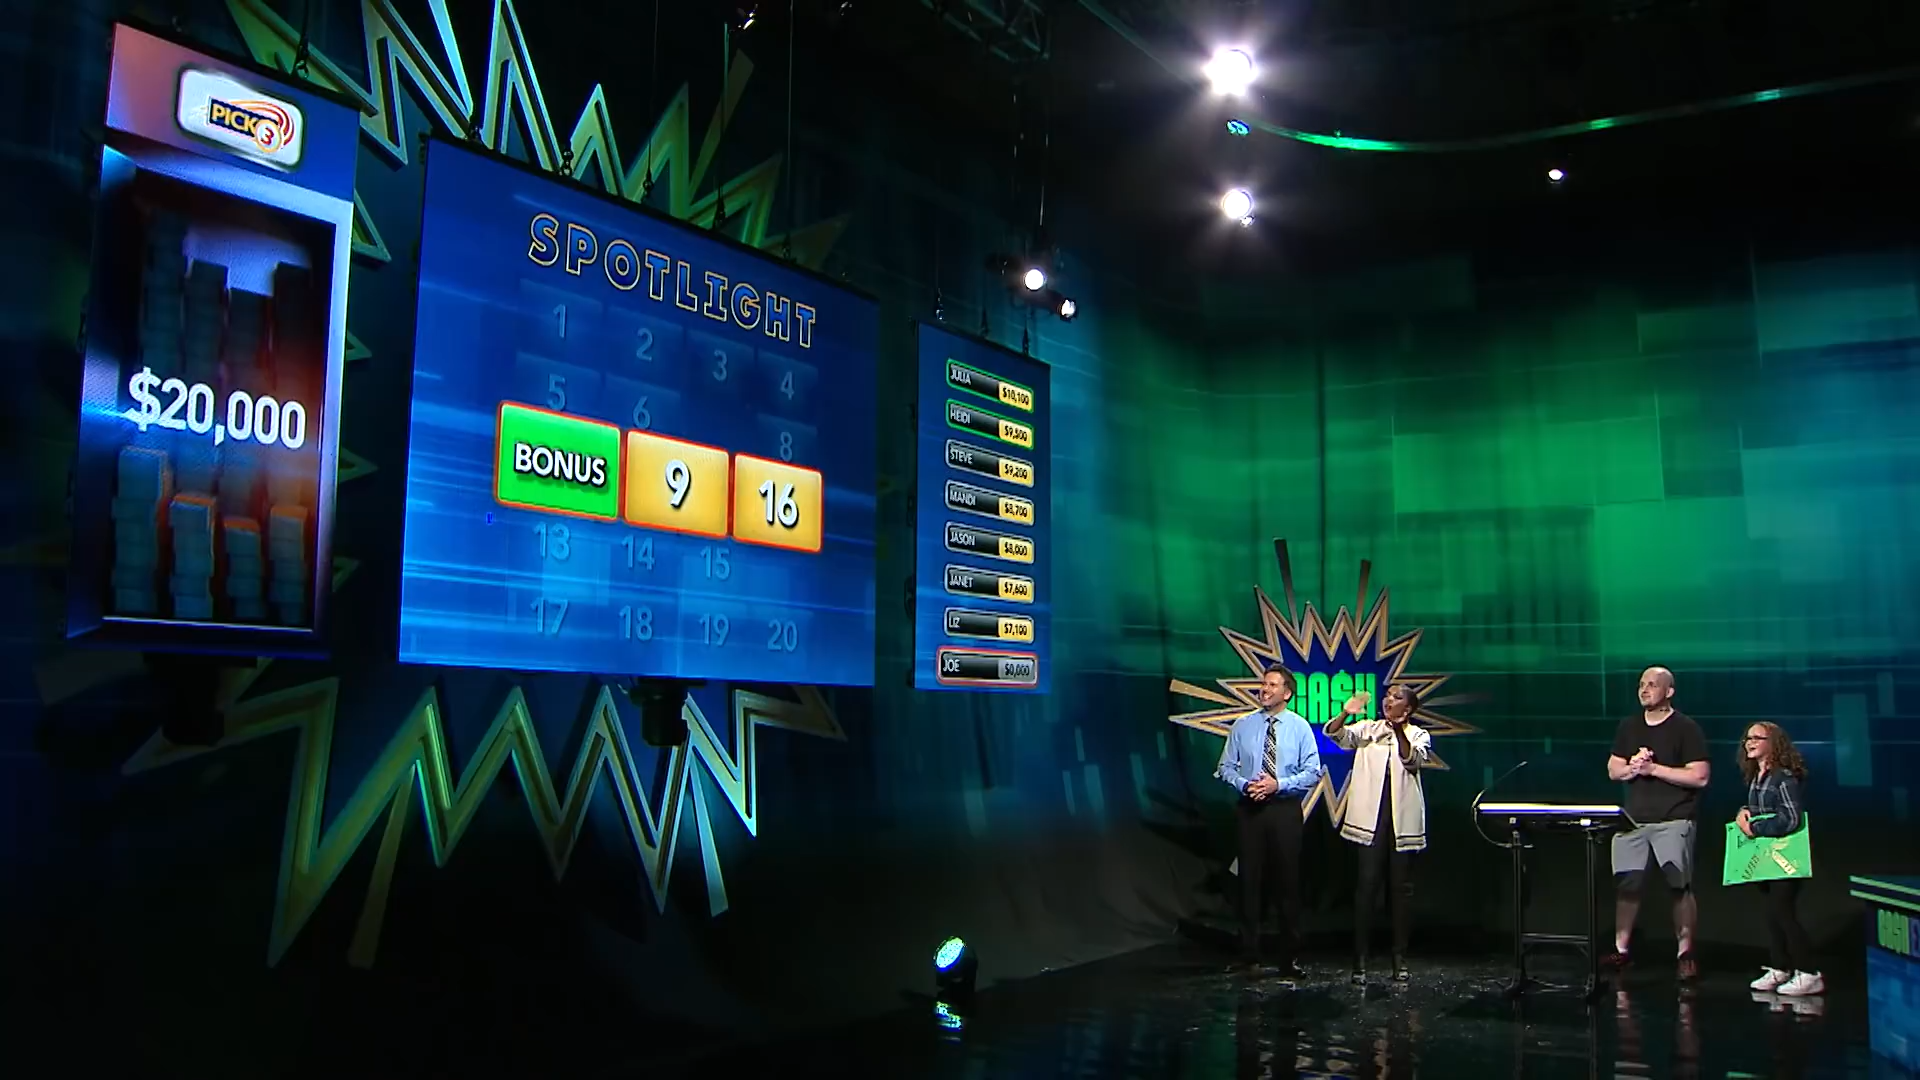 PICK 3
$20,000
SPOTLIGHT
1 2 3 4
5 6 8
BONUS 9 16
13 14 15
17 18 19 20
JULIA $10,100
HEIDI $9,500
STEVE $9,200
MANDI $8,700
JASON $8,000
JANET $7,600
LIZ $7,100
JOE $0,000
CA$H